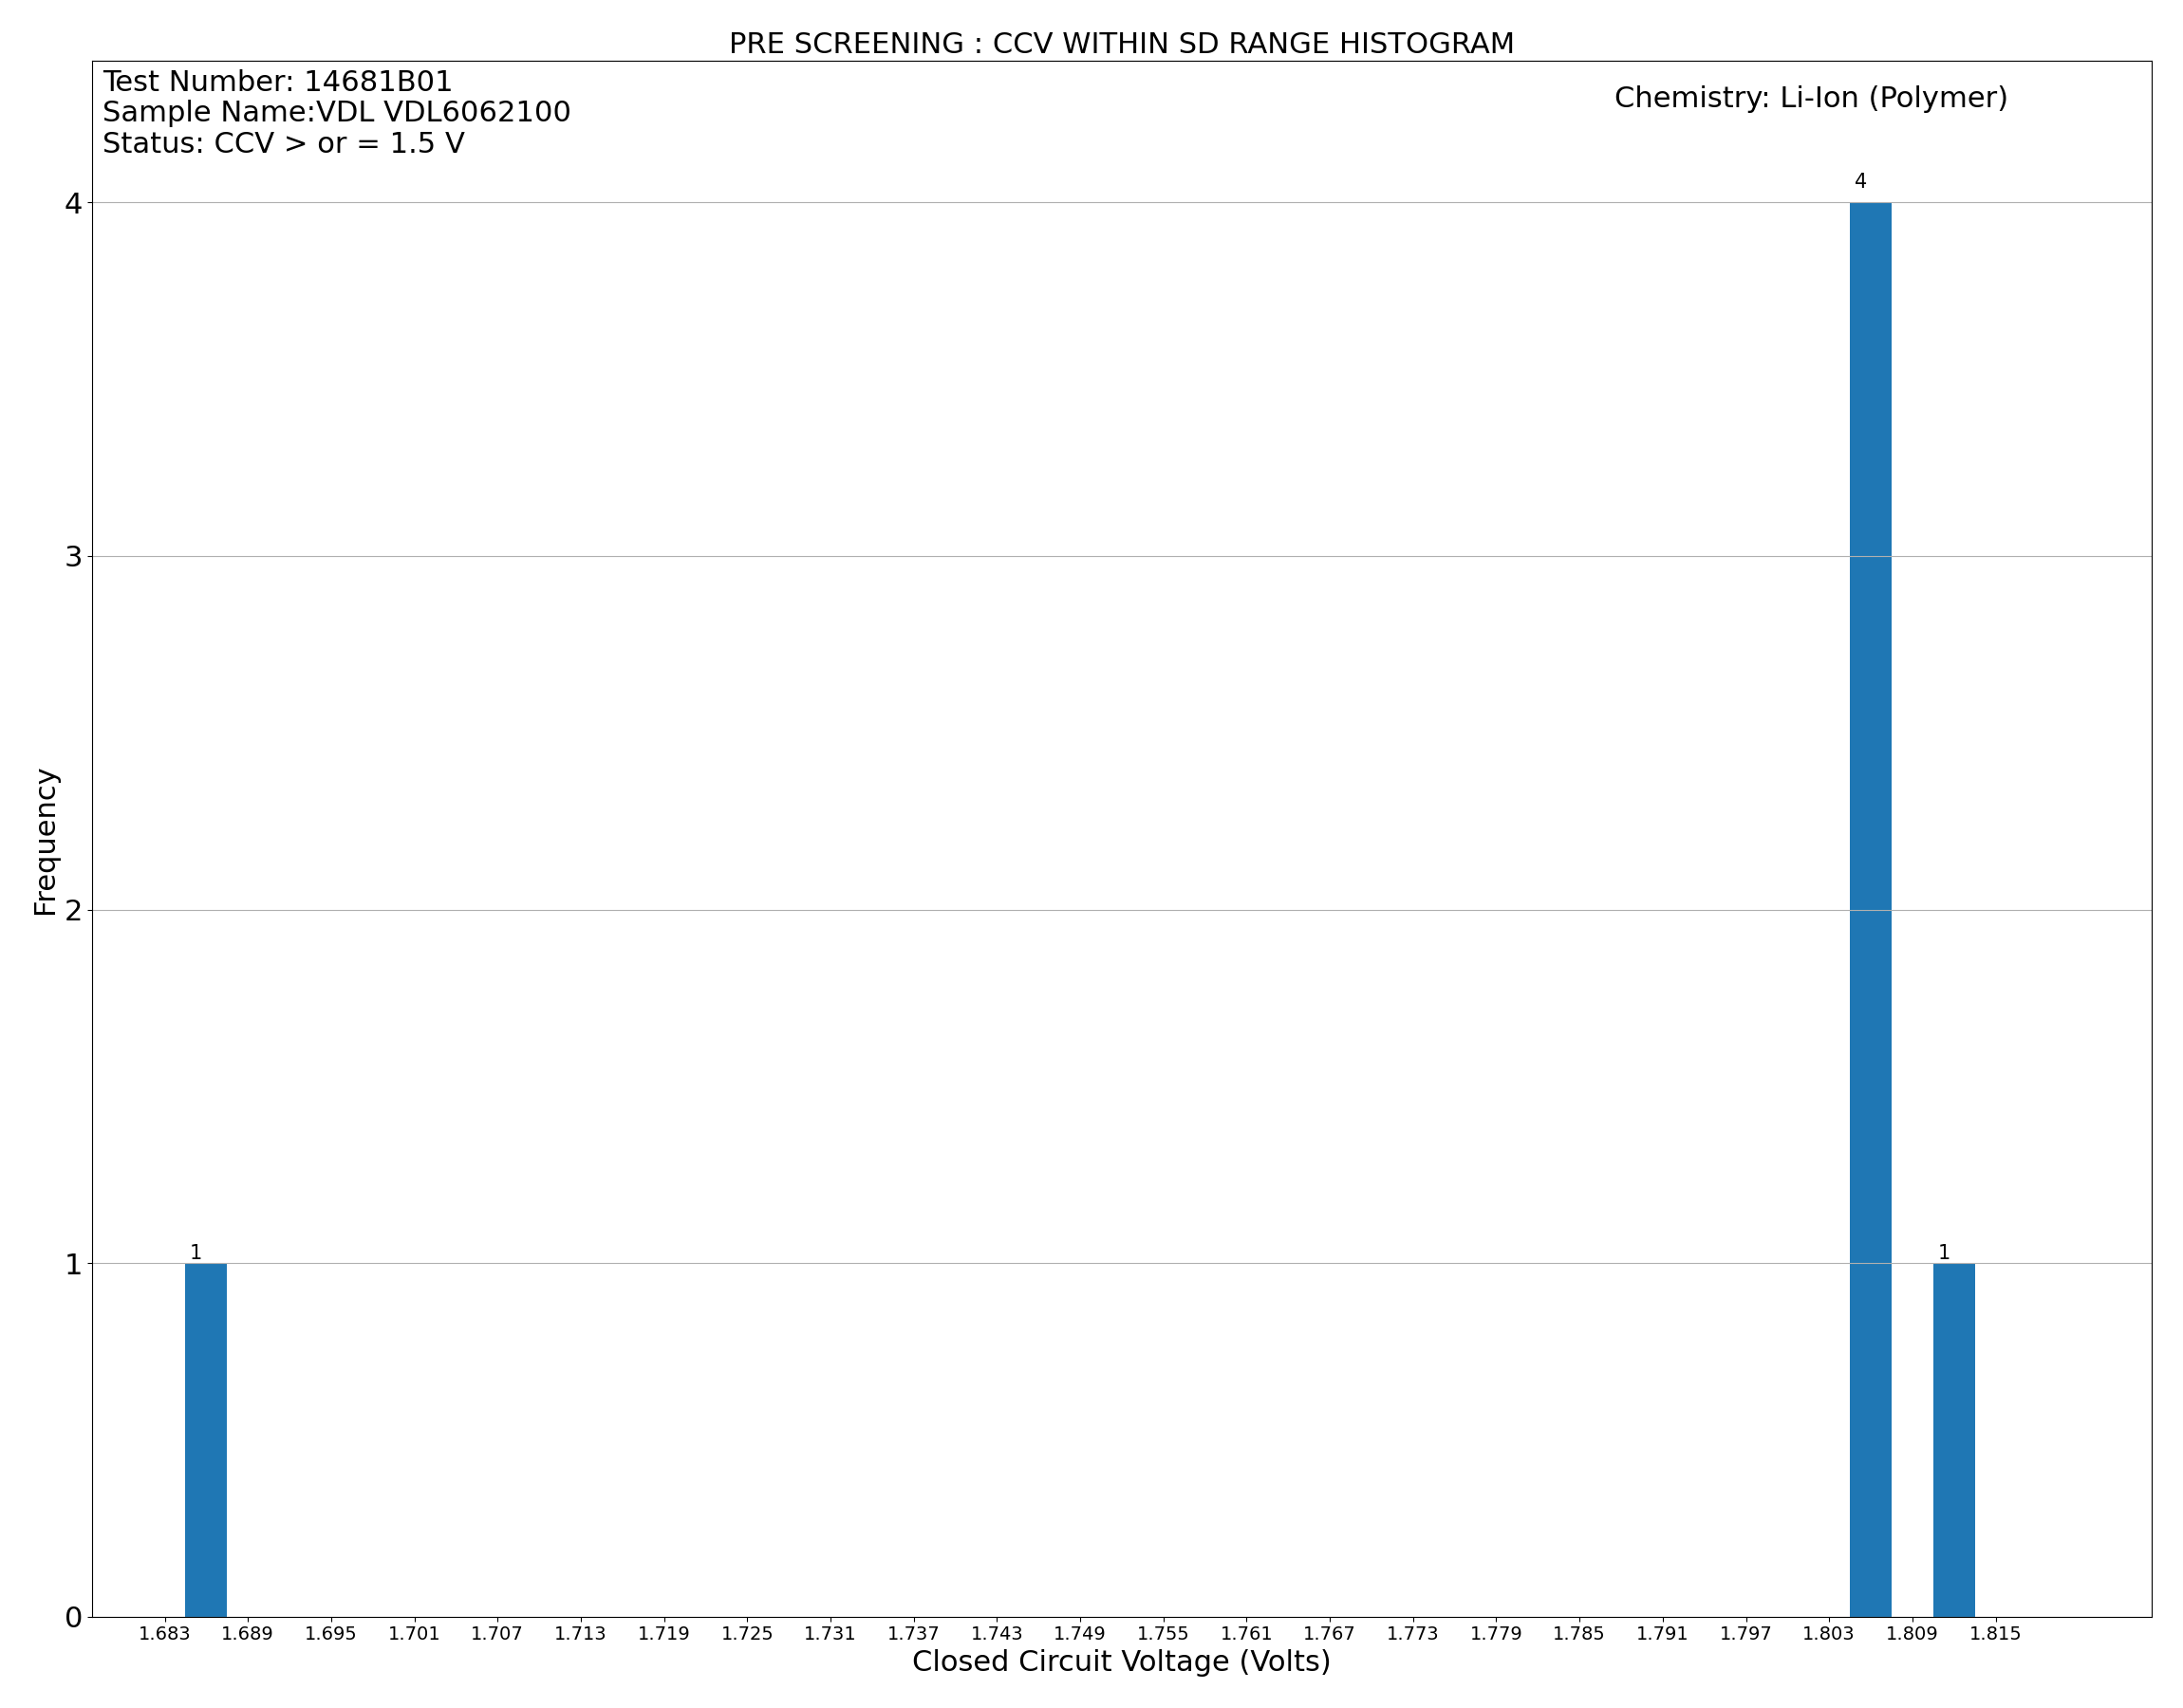 PRE SCREENING : CCV WITHIN SD RANGE HISTOGRAM
Test Number: 14681B01
Sample Name:VDL VDL6062100
Status: CCV > or = 1.5 V
Chemistry: Li-Ion (Polymer)
4
4
3
Frequency
2
1
1
1
0
1.683 1.689 1.695 1.701 1.707 1.713 1.719 1.725 1.731 1.737 1.743 1.749 1.755 1.761 1.767 1.773 1.779 1.785 1.791 1.797 1.803 1.809 1.815
Closed Circuit Voltage (Volts)